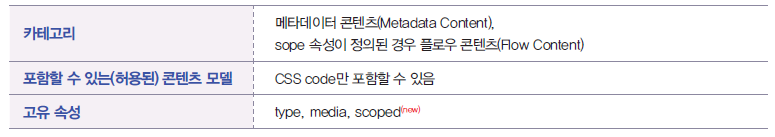 카테고리
메타데이터 콘텐츠(Metadata Content),
sope 속성이 정의된 경우 플로우 콘텐츠(Flow Content)
포함할 수 있는(허용된) 콘텐츠 모델
CSS code만 포함할 수 있음
고유 속성
type, media, scoped(new)